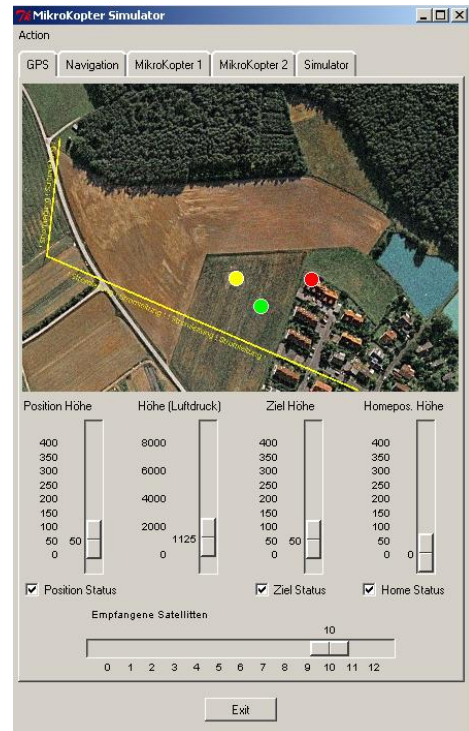 MikroKopter Simulator
Action
GPS Navigation MikroKopter 1 MikroKopter 2 Simulator
! Stromleitung ! Stromleitung ! Stromleitung !
Position Höhe Höhe (Luftdruck) Ziel Höhe Homepos. Höhe
400 8000 400 400
350 350 350
300 6000 300 300
250 250 250
200 4000 200 200
150 150 150
100 2000 100 100
50 50 1125 50 50 50
0 0 0 0 0
Position Status Ziel Status Home Status
Empfangene Satellitten
10
0 1 2 3 4 5 6 7 8 9 10 11 12
Exit